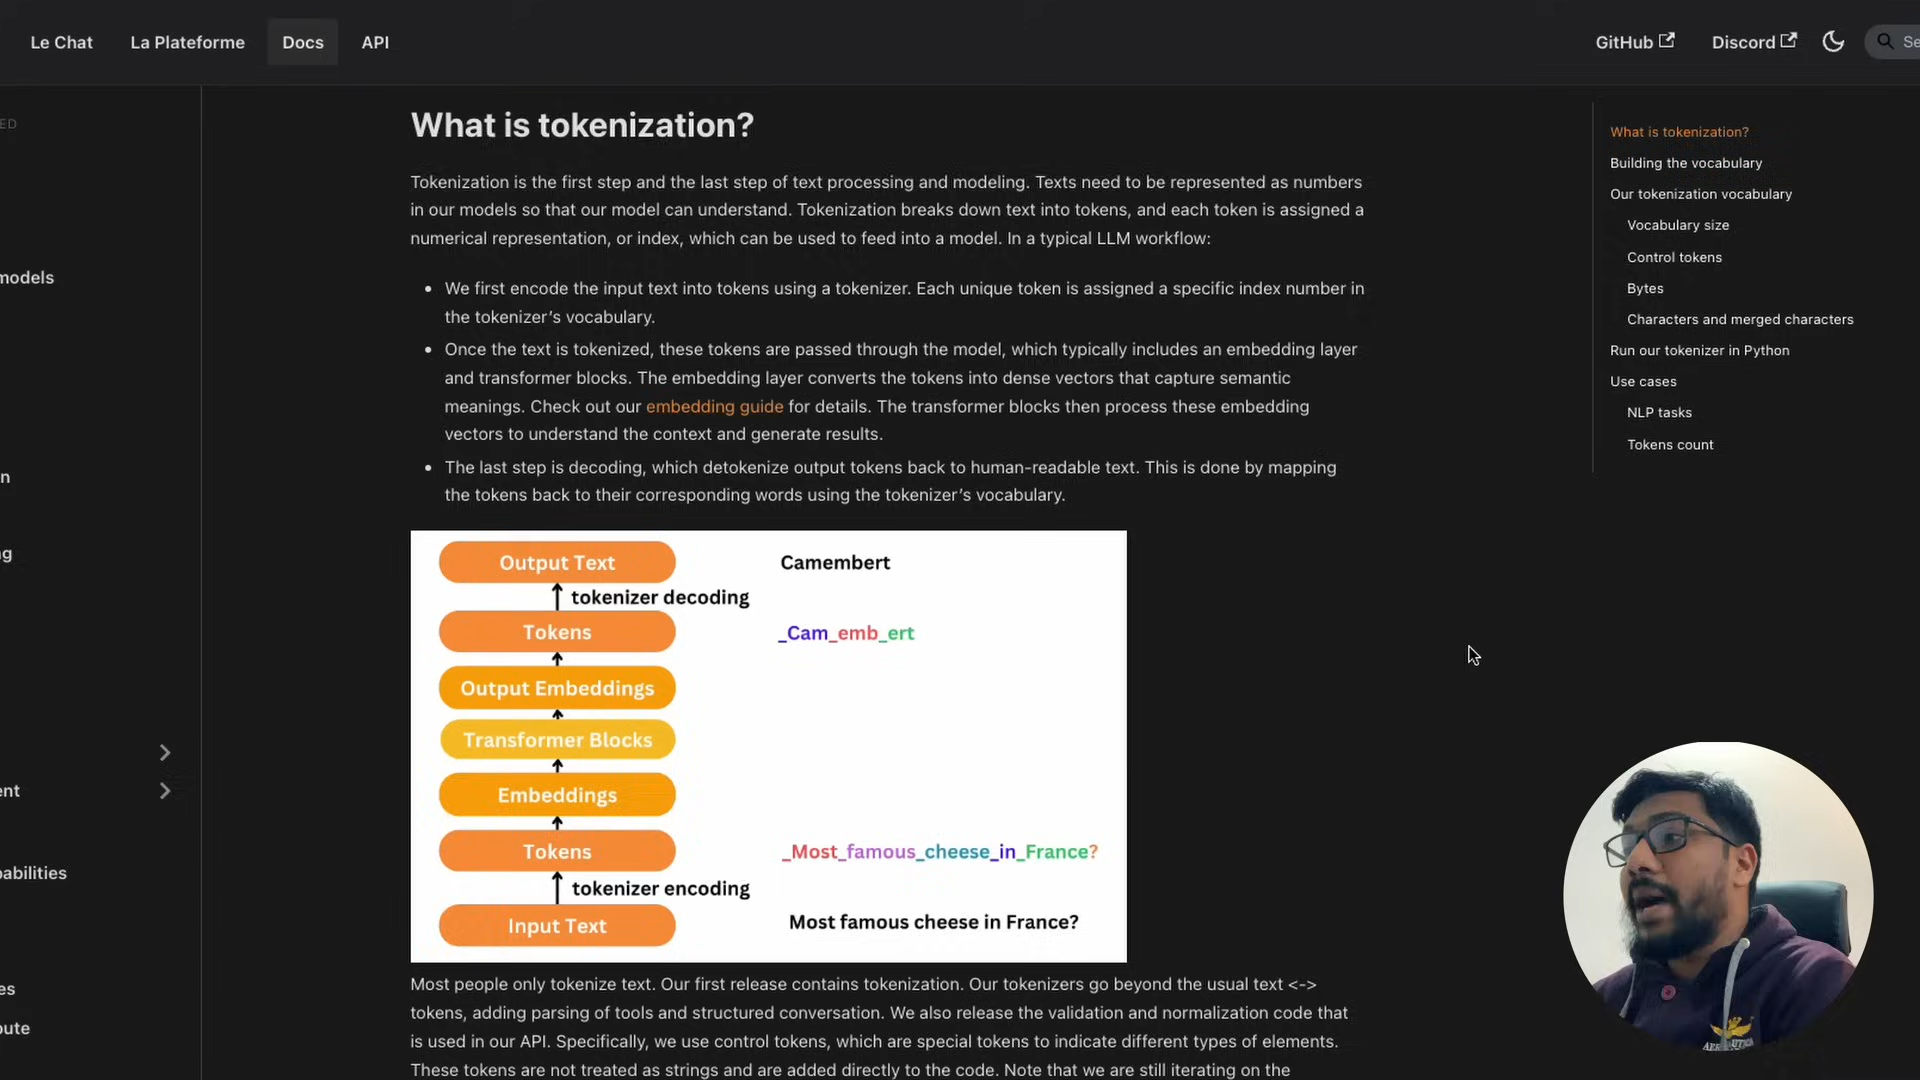 Le Chat La Plateforme Docs API GitHub Discord Se
ED
models
n
ng
ent
pabilities
es
oute
What is tokenization?
Tokenization is the first step and the last step of text processing and modeling. Texts need to be represented as numbers
in our models so that our model can understand. Tokenization breaks down text into tokens, and each token is assigned a
numerical representation, or index, which can be used to feed into a model. In a typical LLM workflow:
• We first encode the input text into tokens using a tokenizer. Each unique token is assigned a specific index number in
the tokenizer’s vocabulary.
• Once the text is tokenized, these tokens are passed through the model, which typically includes an embedding layer
and transformer blocks. The embedding layer converts the tokens into dense vectors that capture semantic
meanings. Check out our embedding guide for details. The transformer blocks then process these embedding
vectors to understand the context and generate results.
• The last step is decoding, which detokenize output tokens back to human-readable text. This is done by mapping
the tokens back to their corresponding words using the tokenizer’s vocabulary.
Output Text Camembert
tokenizer decoding
Tokens _Cam_emb_ert
Output Embeddings
Transformer Blocks
Embeddings
Tokens _Most_famous_cheese_in_France?
tokenizer encoding
Input Text Most famous cheese in France?
Most people only tokenize text. Our first release contains tokenization. Our tokenizers go beyond the usual text <->
tokens, adding parsing of tools and structured conversation. We also release the validation and normalization code that
is used in our API. Specifically, we use control tokens, which are special tokens to indicate different types of elements.
These tokens are not treated as strings and are added directly to the code. Note that we are still iterating on the
What is tokenization?
Building the vocabulary
Our tokenization vocabulary
Vocabulary size
Control tokens
Bytes
Characters and merged characters
Run our tokenizer in Python
Use cases
NLP tasks
Tokens count